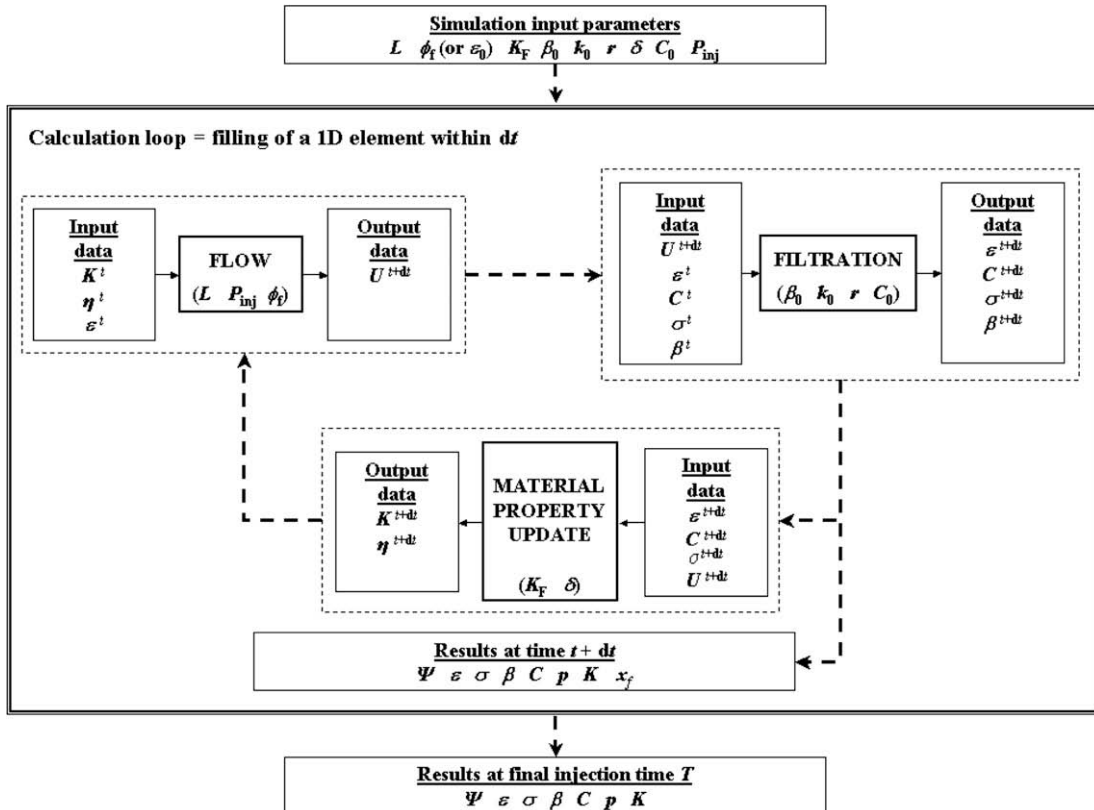 Simulation input parameters
L ϕf (or ε0) KF β0 k0 r δ C0 Pinj
Calculation loop = filling of a 1D element within dt
Input
data
K^t
η^t
ε^t
FLOW
(L Pinj ϕf)
Output
data
U^t+dt
Input
data
U^t+dt
ε^t
C^t
σ^t
β^t
FILTRATION
(β0 k0 r C0)
Output
data
ε^t+dt
C^t+dt
σ^t+dt
β^t+dt
Output
data
K^t+dt
η^t+dt
MATERIAL
PROPERTY
UPDATE
(KF δ)
Input
data
ε^t+dt
C^t+dt
σ^t+dt
U^t+dt
Results at time t + dt
Ψ ε σ β C p K xf
Results at final injection time T
Ψ ε σ β C p K